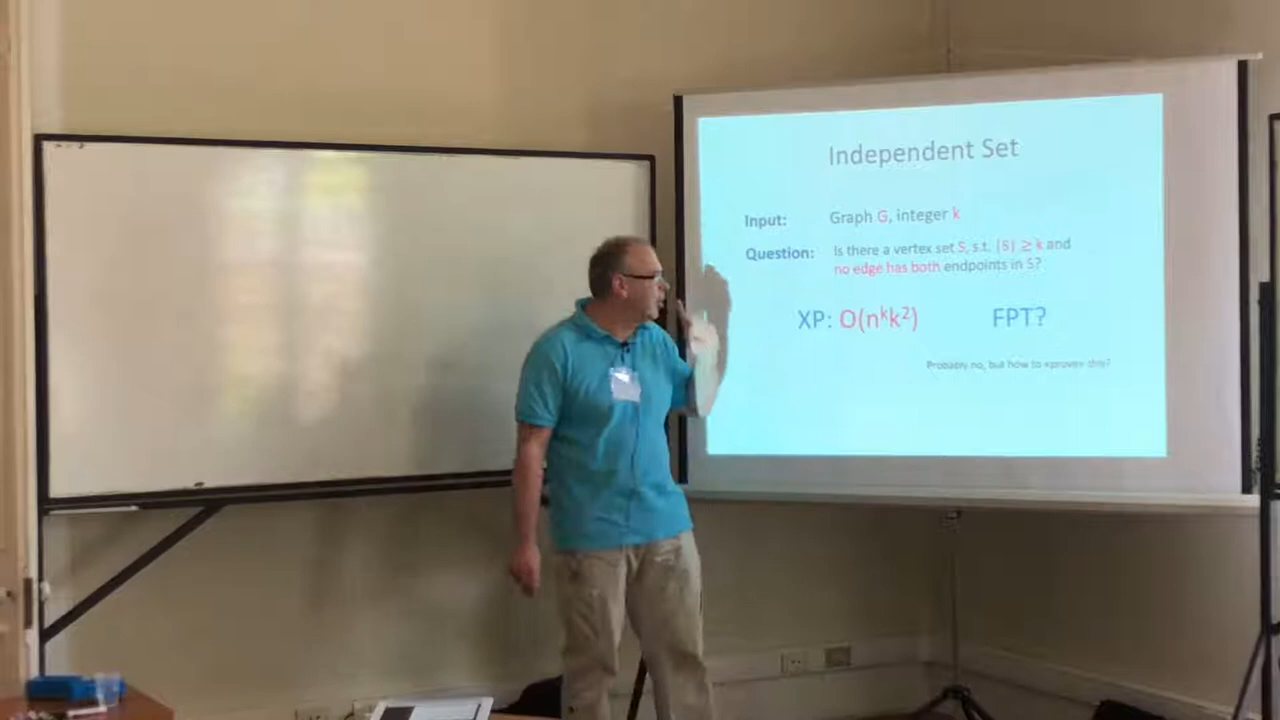 Independent Set
Input: Graph G, integer k
Question: Is there a vertex set S, s.t. |S| ≥ k and
no edge has both endpoints in S?
XP: O(nᵏk²) FPT?
Probably no, but how to «prove» this?